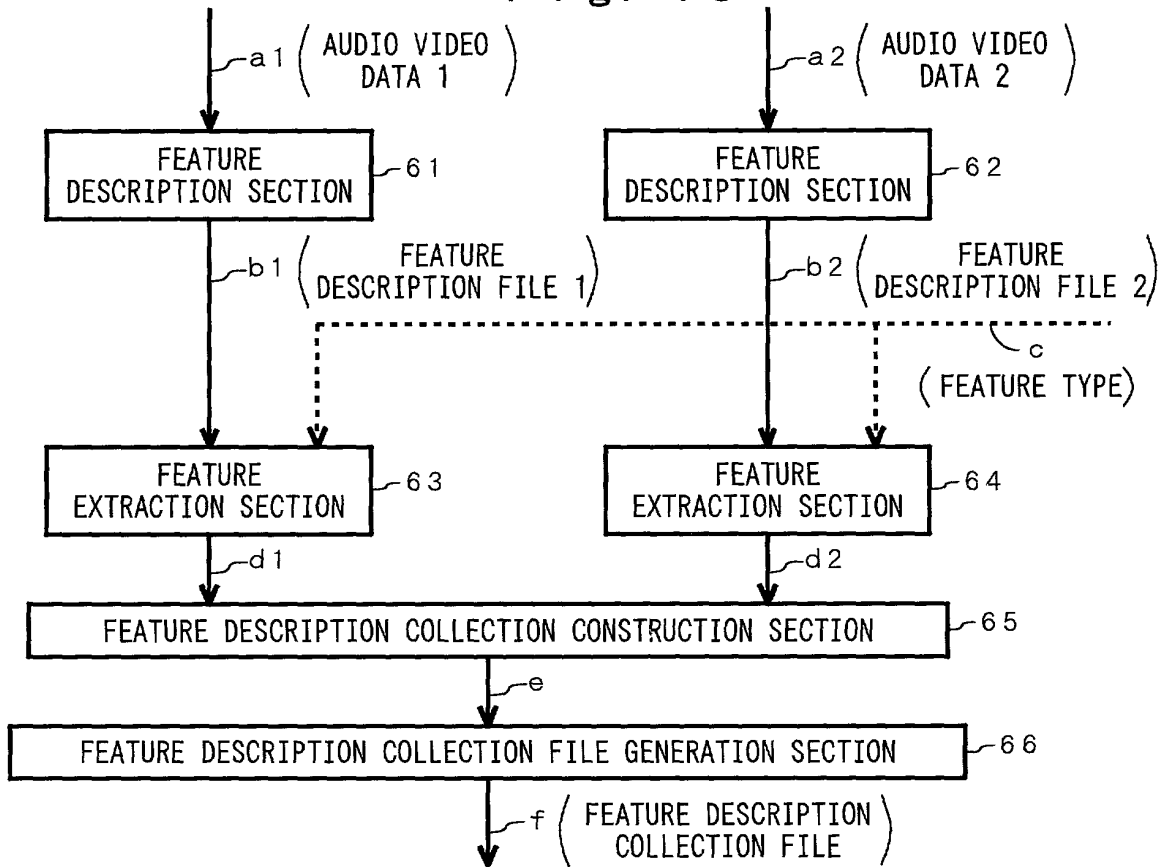 a1 (AUDIO VIDEO DATA 1)
a2 (AUDIO VIDEO DATA 2)
FEATURE
DESCRIPTION SECTION
61
FEATURE
DESCRIPTION SECTION
62
b1 (FEATURE DESCRIPTION FILE 1)
b2 (FEATURE DESCRIPTION FILE 2)
c
(FEATURE TYPE)
FEATURE
EXTRACTION SECTION
63
FEATURE
EXTRACTION SECTION
64
d1
d2
FEATURE DESCRIPTION COLLECTION CONSTRUCTION SECTION
65
e
FEATURE DESCRIPTION COLLECTION FILE GENERATION SECTION
66
f (FEATURE DESCRIPTION COLLECTION FILE)